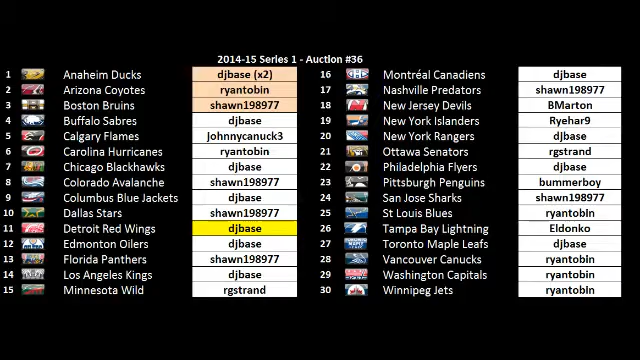 2014-15 Series 1 - Auction #36
1 Anaheim Ducks djbase (x2)
2 Arizona Coyotes ryantobin
3 Boston Bruins shawn198977
4 Buffalo Sabres djbase
5 Calgary Flames johnnycanuck3
6 Carolina Hurricanes ryantobin
7 Chicago Blackhawks djbase
8 Colorado Avalanche shawn198977
9 Columbus Blue Jackets djbase
10 Dallas Stars shawn198977
11 Detroit Red Wings djbase
12 Edmonton Oilers djbase
13 Florida Panthers shawn198977
14 Los Angeles Kings djbase
15 Minnesota Wild rgstrand
16 Montréal Canadiens djbase
17 Nashville Predators shawn198977
18 New Jersey Devils BMarton
19 New York Islanders Ryehar9
20 New York Rangers djbase
21 Ottawa Senators rgstrand
22 Philadelphia Flyers djbase
23 Pittsburgh Penguins bummerboy
24 San Jose Sharks shawn198977
25 St Louis Blues ryantobin
26 Tampa Bay Lightning Eldonko
27 Toronto Maple Leafs djbase
28 Vancouver Canucks ryantobin
29 Washington Capitals ryantobin
30 Winnipeg Jets ryantobin